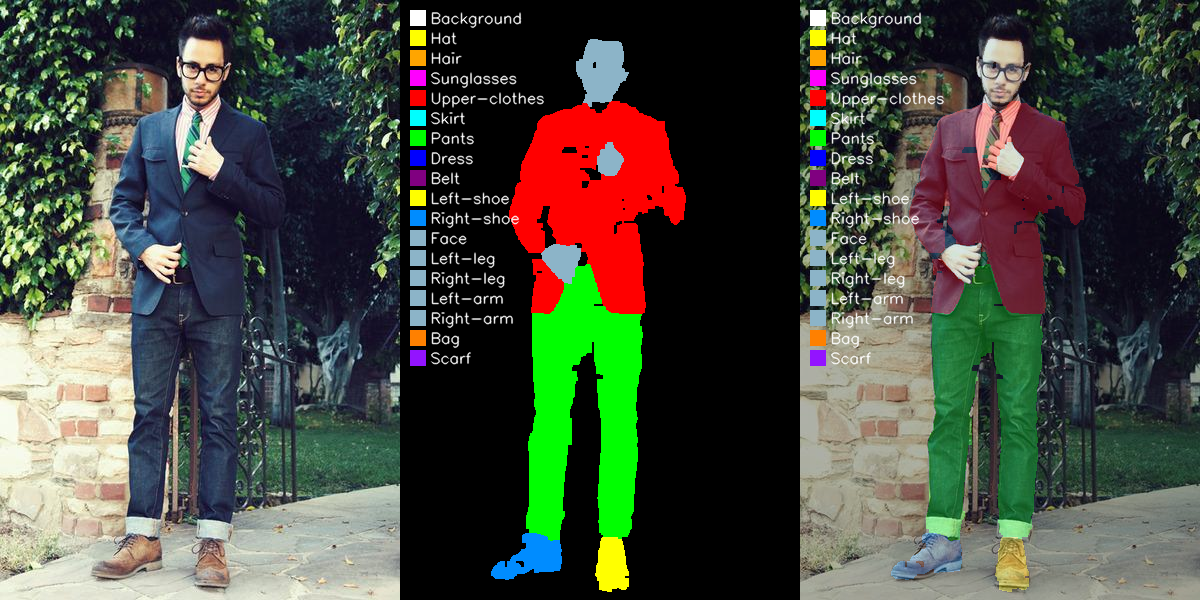 Background
Hat
Hair
Sunglasses
Upper-clothes
Skirt
Pants
Dress
Belt
Left-shoe
Right-shoe
Face
Left-leg
Right-leg
Left-arm
Right-arm
Bag
Scarf
Background
Hat
Hair
Sunglasses
Upper-clothes
Skirt
Pants
Dress
Belt
Left-shoe
Right-shoe
Face
Left-leg
Right-leg
Left-arm
Right-arm
Bag
Scarf